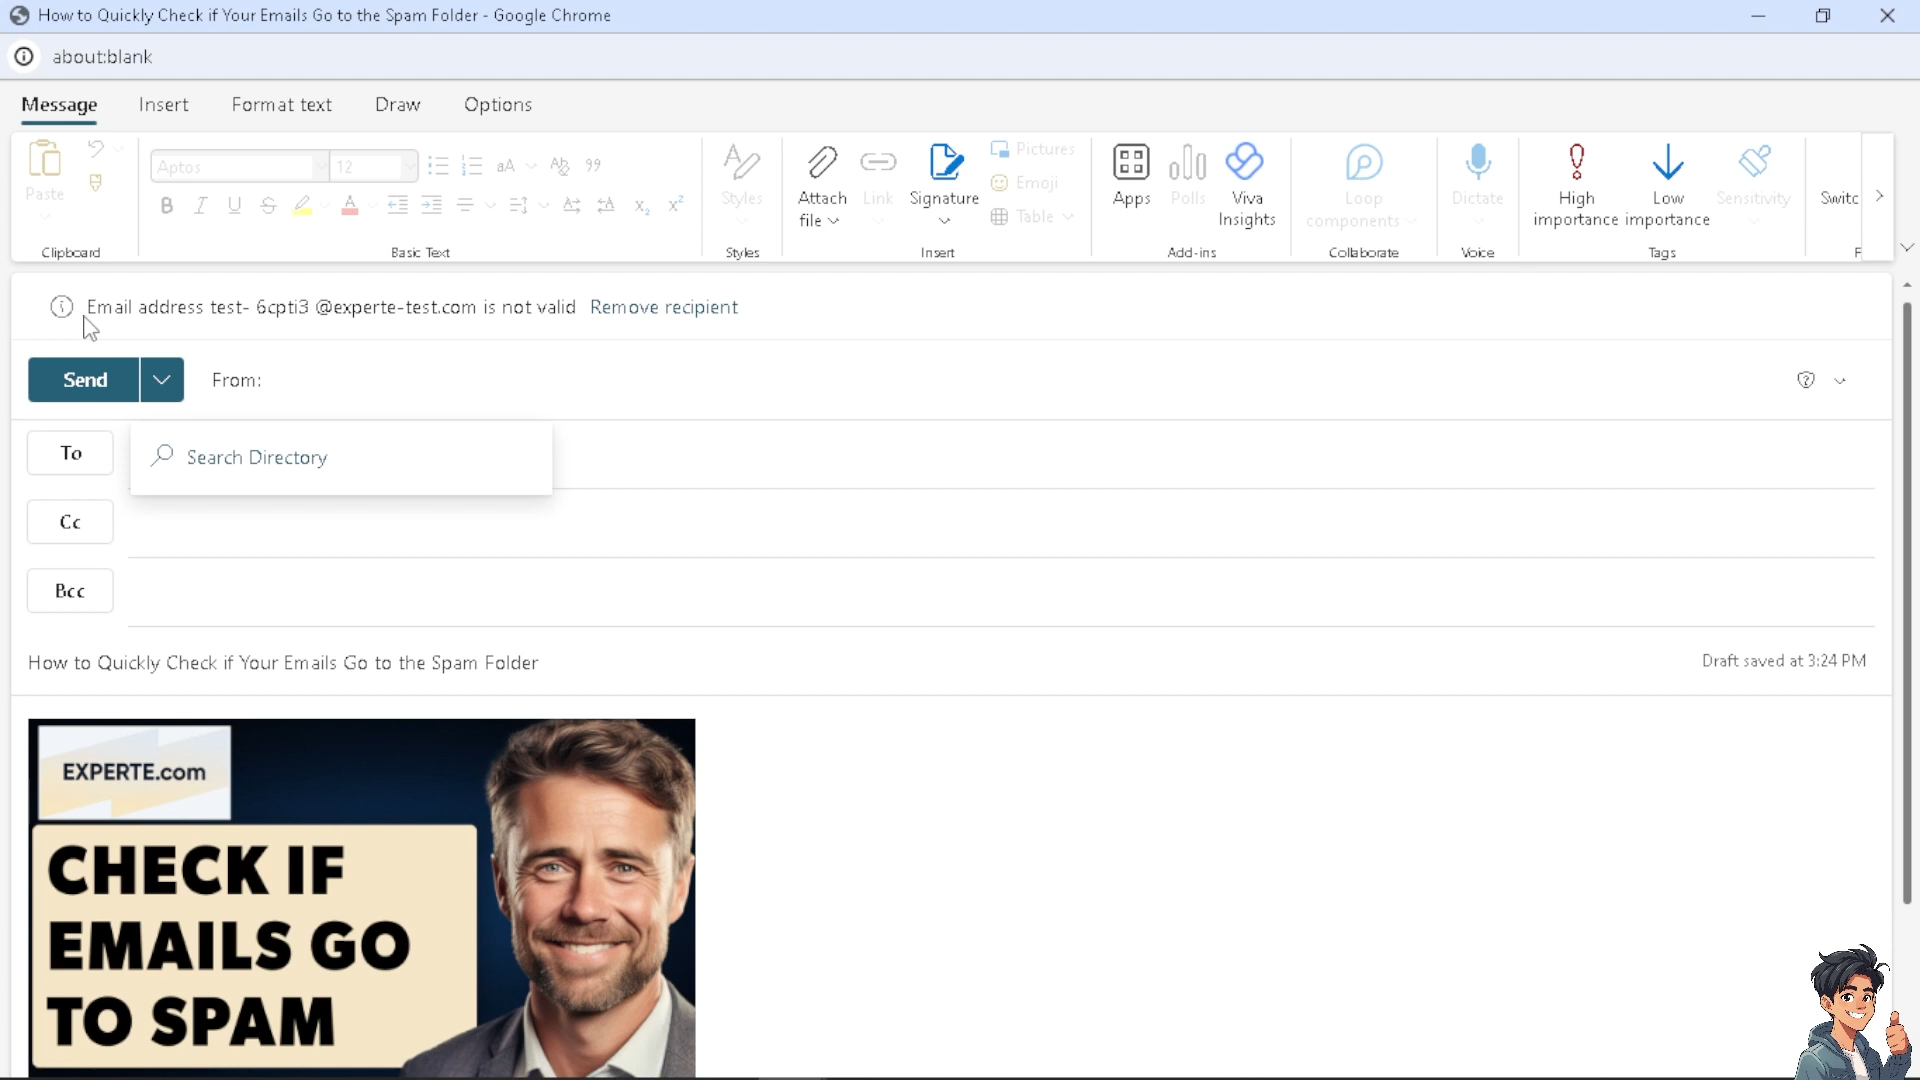 How to Quickly Check if Your Emails Go to the Spam Folder - Google Chrome
about:blank
Message Insert Format text Draw Options
Paste
Clipboard
Aptos 12
Basic Text
Styles
Styles
Attach file
Link
Signature
Pictures
Emoji
Table
Insert
Apps
Polls
Viva Insights
Add-ins
Loop components
Collaborate
Dictate
Voice
High importance
Low importance
Sensitivity
Tags
Switc
F
Email address test- 6cpti3 @experte-test.com is not valid Remove recipient
Send From:
To Search Directory
Cc
Bcc
How to Quickly Check if Your Emails Go to the Spam Folder Draft saved at 3:24 PM
EXPERTE.com
CHECK IF
EMAILS GO
TO SPAM